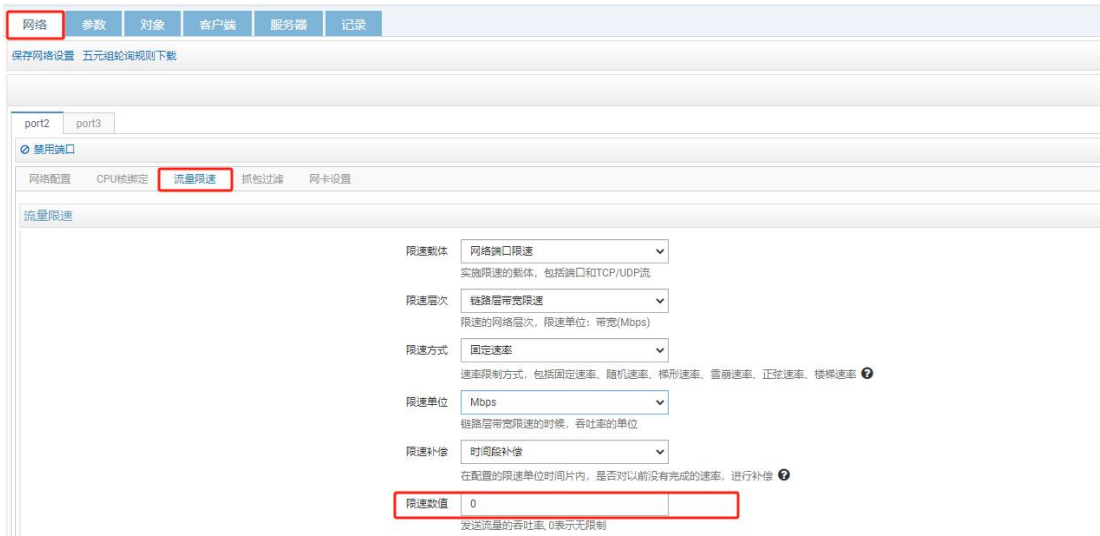 网络 参数 对象 客户端 服务器 记录
保存网络设置 五元组轮询规则下载
port2 port3
禁用端口
网络配置 CPU核绑定 流量限速 抓包过滤 网卡设置
流量限速
限速载体 网络端口限速
实施限速的载体，包括端口和TCP/UDP流
限速层次 链路层带宽限速
限速的网络层次，限速单位：带宽(Mbps)
限速方式 固定速率
速率限制方式，包括固定速率、随机速率、梯形速率、雪崩速率、正弦速率、楼梯速率
限速单位 Mbps
链路层带宽限速的时候，吞吐率的单位
限速补偿 时间段补偿
在配置的限速单位时间片内，是否对以前没有完成的速率，进行补偿
限速数值 0
发送流量的吞吐率,0表示无限制